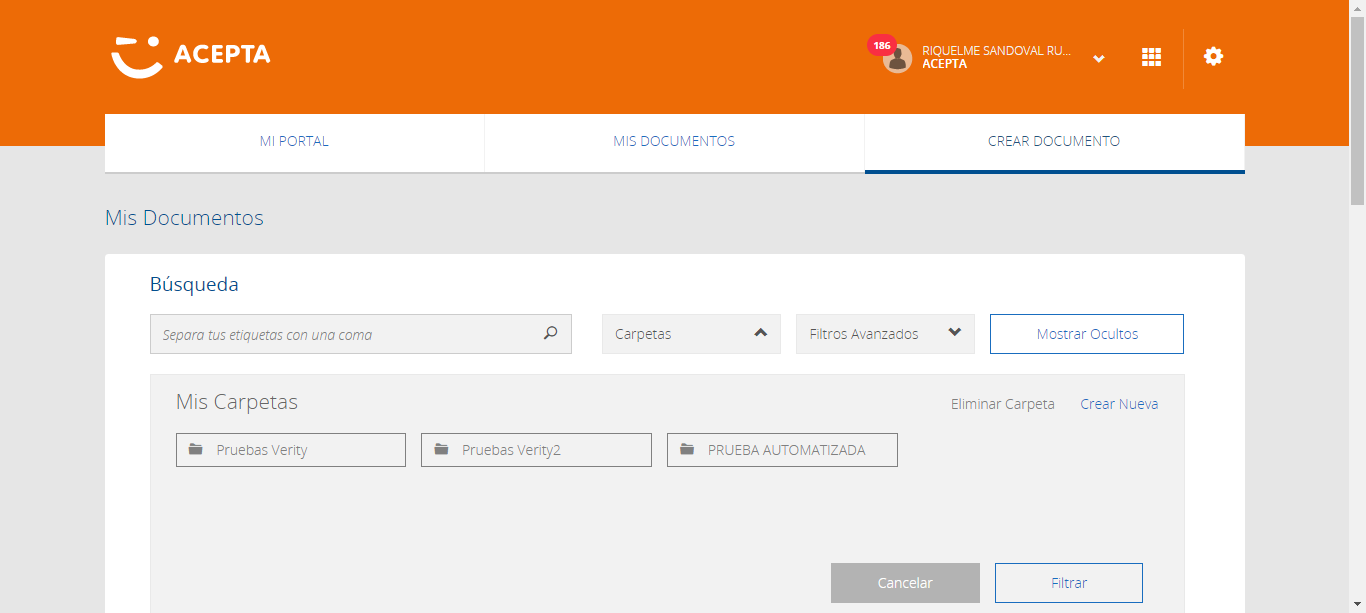 ACEPTA
186
RIQUELME SANDOVAL RU...
ACEPTA
MI PORTAL
MIS DOCUMENTOS
CREAR DOCUMENTO
Mis Documentos
Búsqueda
Separa tus etiquetas con una coma
Carpetas
Filtros Avanzados
Mostrar Ocultos
Mis Carpetas
Eliminar Carpeta
Crear Nueva
Pruebas Verity
Pruebas Verity2
PRUEBA AUTOMATIZADA
Cancelar
Filtrar